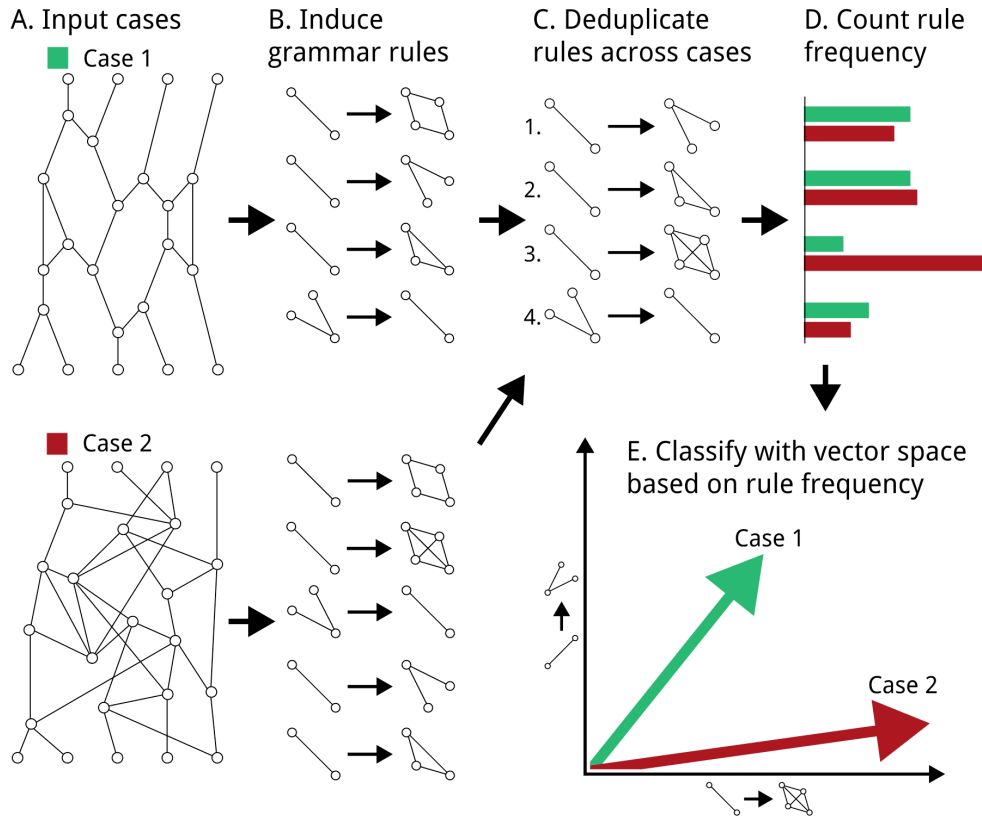 A. Input cases
Case 1
B. Induce
grammar rules
C. Deduplicate
rules across cases
1.
2.
3.
4.
D. Count rule
frequency
Case 2
E. Classify with vector space
based on rule frequency
Case 1
Case 2